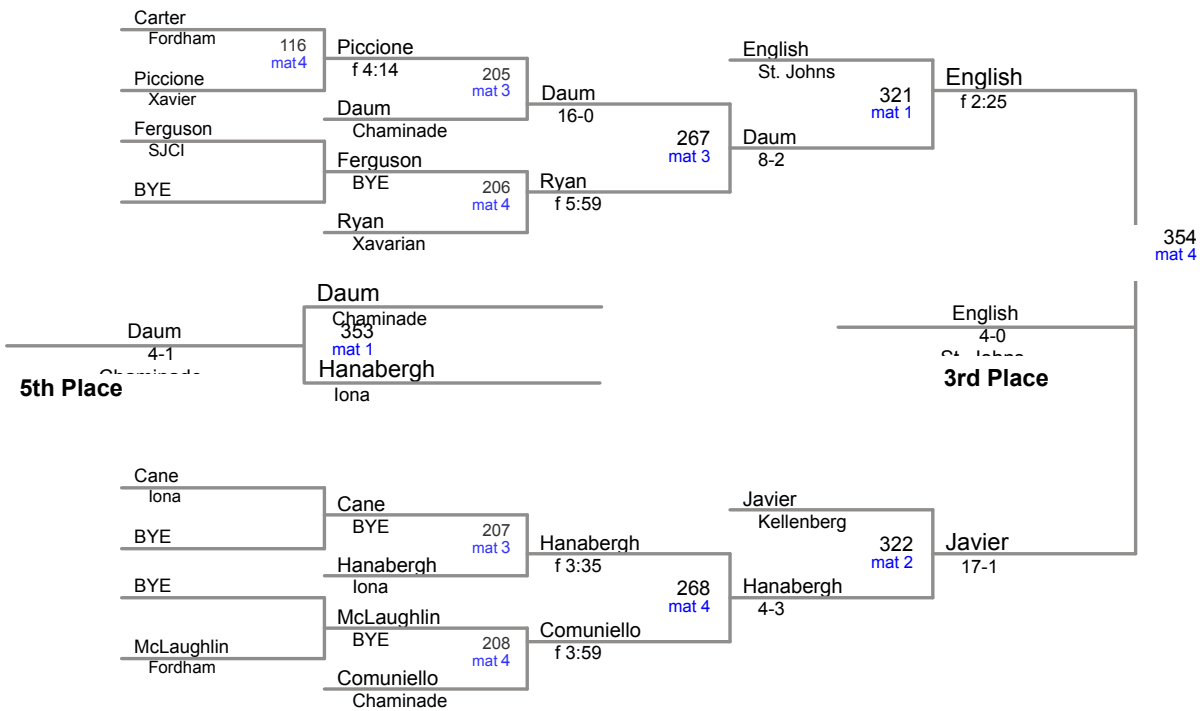 Carter
Fordham
116
mat 4
Piccione
Xavier
Piccione
f 4:14
205
mat 3
Daum
Chaminade
Daum
16-0
Ferguson
SJCI
BYE
Ferguson
BYE
206
mat 4
Ryan
Xavarian
Ryan
f 5:59
267
mat 3
English
St. Johns
321
mat 1
Daum
8-2
English
f 2:25
354
mat 4
Daum
4-1
Chaminade
5th Place
Daum
Chaminade
353
mat 1
Hanabergh
Iona
English
4-0
St. Johns
3rd Place
Cane
Iona
BYE
Cane
BYE
207
mat 3
Hanabergh
Iona
Hanabergh
f 3:35
BYE
McLaughlin
Fordham
McLaughlin
BYE
208
mat 4
Comuniello
Chaminade
Comuniello
f 3:59
268
mat 4
Javier
Kellenberg
322
mat 2
Hanabergh
4-3
Javier
17-1